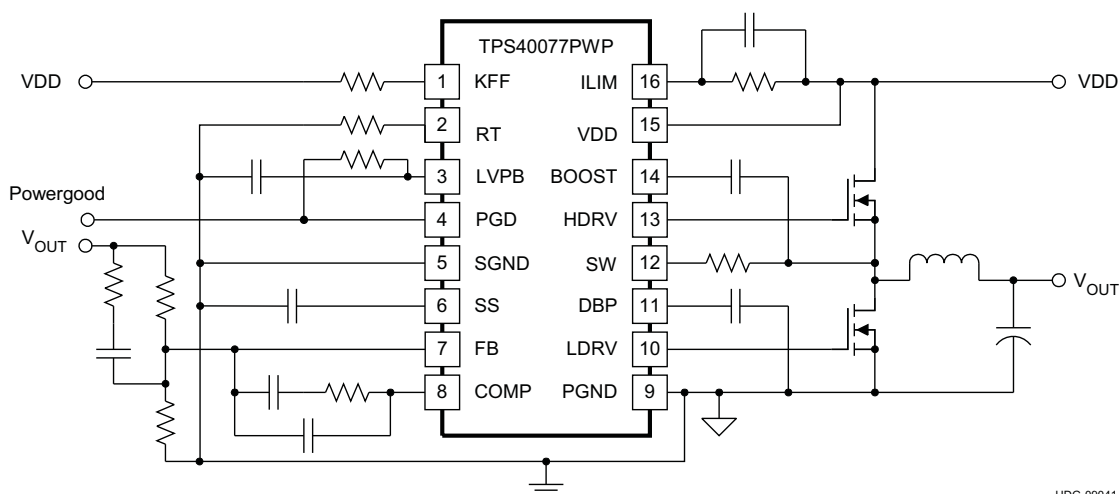 TPS40077PWP
VDD
1
KFF
ILIM
16
VDD
2
RT
VDD
15
3
LVPB
BOOST
14
Powergood
4
PGD
HDRV
13
VOUT
5
SGND
SW
12
VOUT
6
SS
DBP
11
7
FB
LDRV
10
8
COMP
PGND
9